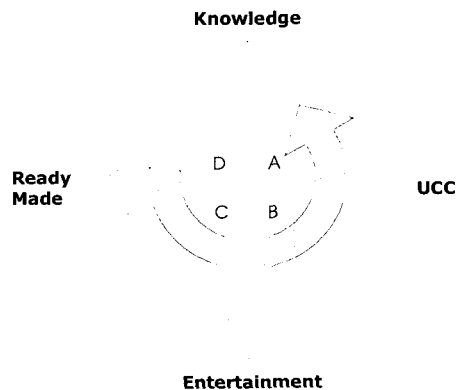 Knowledge
D A
Ready
Made
UCC
C B
Entertainment